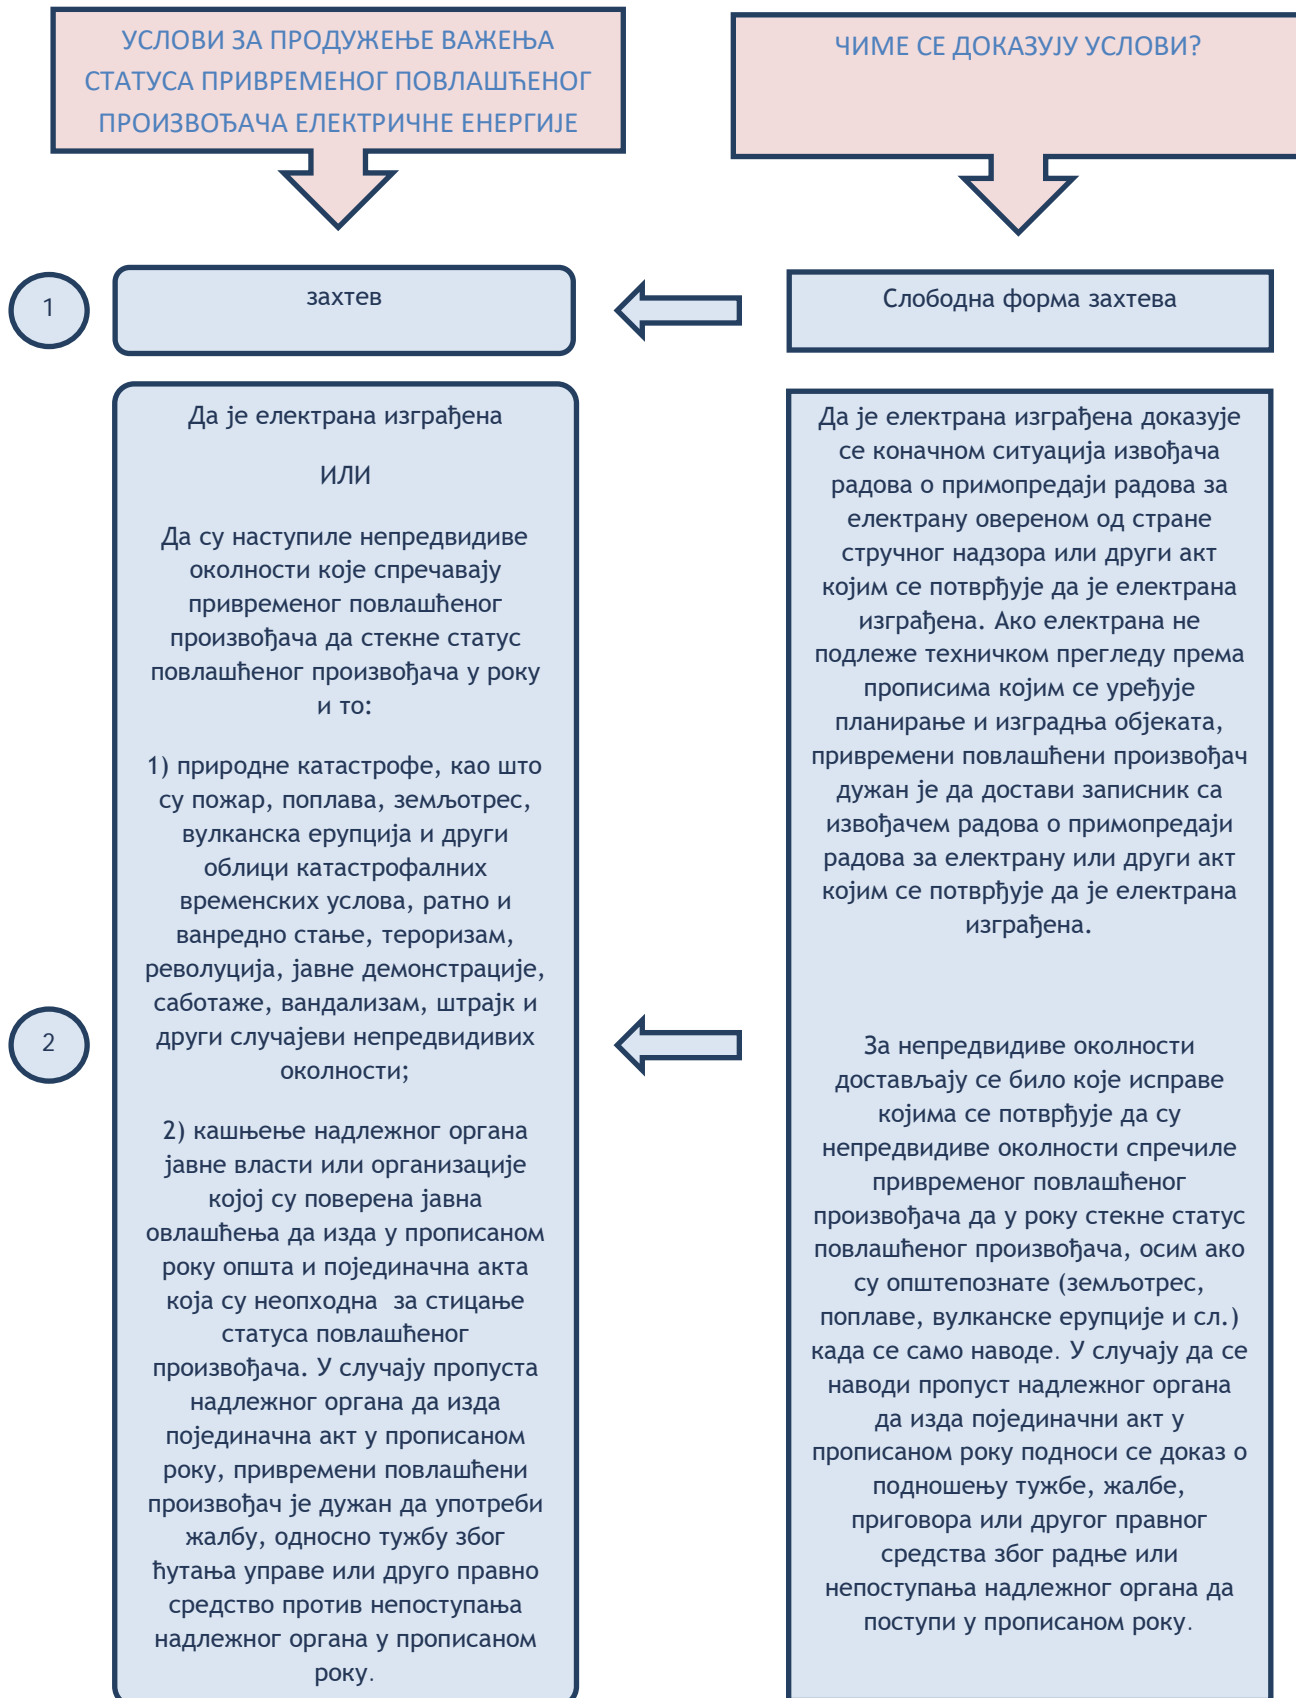 УСЛОВИ ЗА ПРОДУЖЕЊЕ ВАЖЕЊА
СТАТУСА ПРИВРЕМЕНОГ ПОВЛАШЋЕНОГ
ПРОИЗВОЂАЧА ЕЛЕКТРИЧНЕ ЕНЕРГИЈЕ
ЧИМЕ СЕ ДОКАЗУЈУ УСЛОВИ?
1
захтев
Слободна форма захтева
2
Да је електрана изграђена
ИЛИ
Да су наступиле непредвидиве
околности које спречавају
привременог повлашћеног
произвођача да стекне статус
повлашћеног произвођача у року
и то:
1) природне катастрофе, као што
су пожар, поплава, земљотрес,
вулканска ерупција и други
облици катастрофалних
временских услова, ратно и
ванредно стање, тероризам,
револуција, јавне демонстрације,
саботаже, вандализам, штрајк и
други случајеви непредвидивих
околности;
2) кашњење надлежног органа
јавне власти или организације
којој су поверена јавна
овлашћења да изда у прописаном
року општа и појединачна акта
која су неопходна  за стицање
статуса повлашћеног
произвођача. У случају пропуста
надлежног органа да изда
појединачна акт у прописаном
року, привремени повлашћени
произвођач је дужан да употреби
жалбу, односно тужбу због
ћутања управе или друго правно
средство против непоступања
надлежног органа у прописаном
року.
Да је електрана изграђена доказује
се коначном ситуација извођача
радова о примопредаји радова за
електрану овереном од стране
стручног надзора или други акт
којим се потврђује да је електрана
изграђена. Ако електрана не
подлеже техничком прегледу према
прописима којим се уређује
планирање и изградња објеката,
привремени повлашћени произвођач
дужан је да достави записник са
извођачем радова о примопредаји
радова за електрану или други акт
којим се потврђује да је електрана
изграђена.
За непредвидиве околности
достављају се било које исправе
којима се потврђује да су
непредвидиве околности спречиле
привременог повлашћеног
произвођача да у року стекне статус
повлашћеног произвођача, осим ако
су општепознате (земљотрес,
поплаве, вулканске ерупције и сл.)
када се само наводе. У случају да се
наводи пропуст надлежног органа
да изда појединачни акт у
прописаном року подноси се доказ о
подношењу тужбе, жалбе,
приговора или другог правног
средства због радње или
непоступања надлежног органа да
поступи у прописаном року.